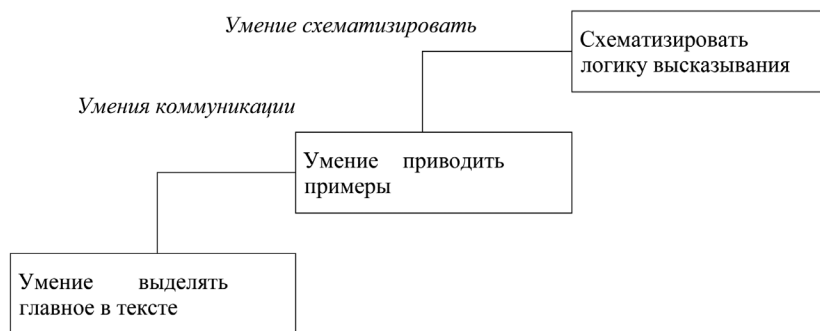 Умение схематизировать
Схематизировать
логику высказывания
Умения коммуникации
Умение приводить
примеры
Умение выделять
главное в тексте